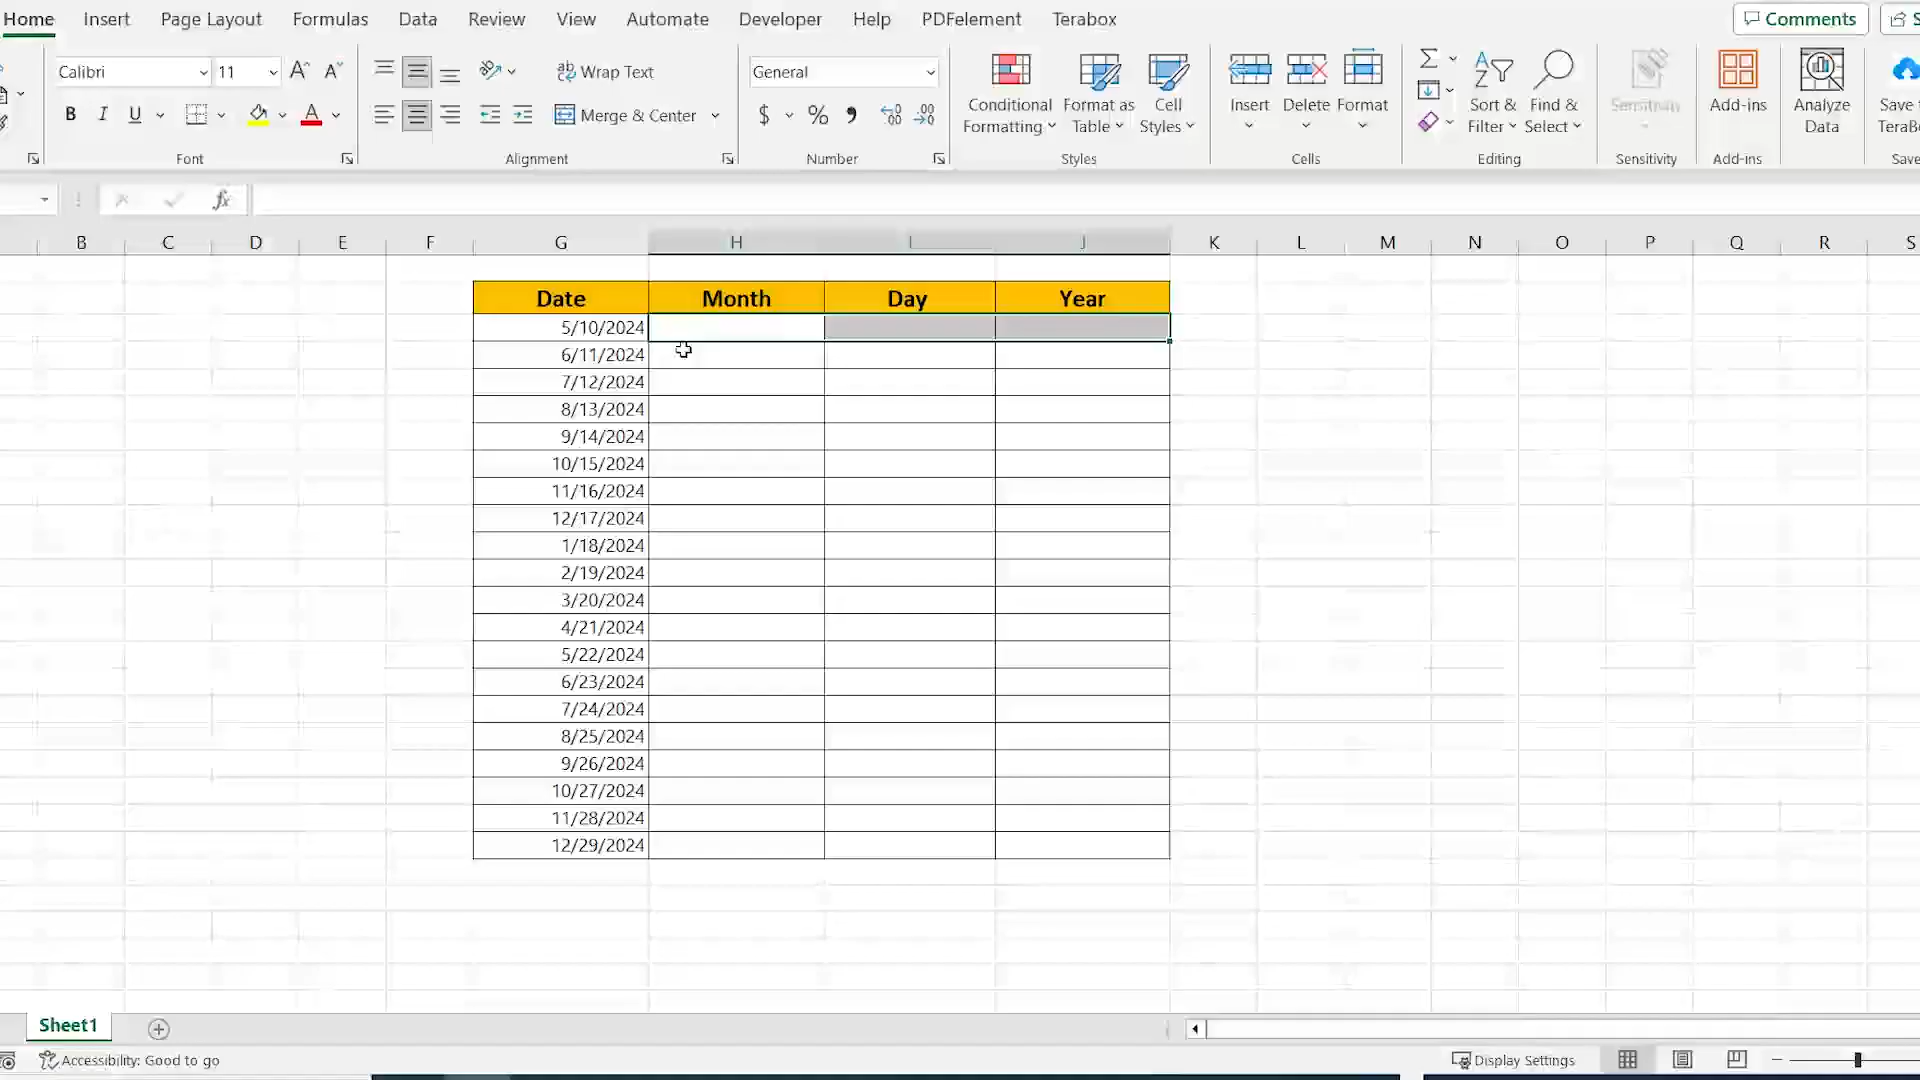 Home Insert Page Layout Formulas Data Review View Automate Developer Help PDFelement Terabox Comments S
Calibri 11 A A ab Wrap Text General Σ
Conditional Formatting Format as Table Cell Styles Insert Delete Format Sort & Filter Find & Select Sensitivity Add-ins Analyze Data Save
B I U A Merge & Center $ % TeraB
Font Alignment Number Styles Cells Editing Sensitivity Add-ins Save
fx
B C D E F G H I J K L M N O P Q R S
Date Month Day Year
5/10/2024
6/11/2024
7/12/2024
8/13/2024
9/14/2024
10/15/2024
11/16/2024
12/17/2024
1/18/2024
2/19/2024
3/20/2024
4/21/2024
5/22/2024
6/23/2024
7/24/2024
8/25/2024
9/26/2024
10/27/2024
11/28/2024
12/29/2024
Sheet1
Accessibility: Good to go Display Settings